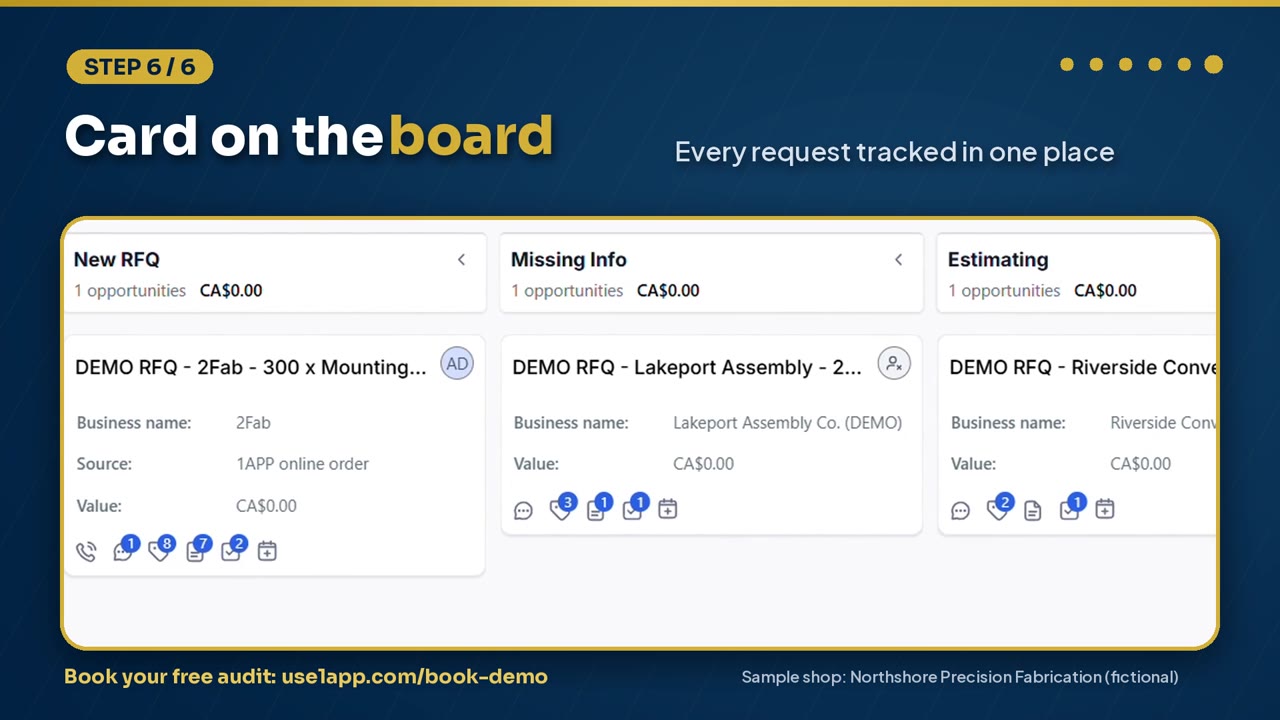 STEP 6 / 6
Card on the board
Every request tracked in one place
New RFQ
1 opportunities CA$0.00
Missing Info
1 opportunities CA$0.00
Estimating
1 opportunities CA$0.00
DEMO RFQ - 2Fab - 300 x Mounting...
AD
Business name: 2Fab
Source: 1APP online order
Value: CA$0.00
1 8 7 2
DEMO RFQ - Lakeport Assembly - 2...
Business name: Lakeport Assembly Co. (DEMO)
Value: CA$0.00
3 1 1
DEMO RFQ - Riverside Conve
Business name: Riverside Conv
Value: CA$0.00
2 1
Book your free audit: use1app.com/book-demo
Sample shop: Northshore Precision Fabrication (fictional)